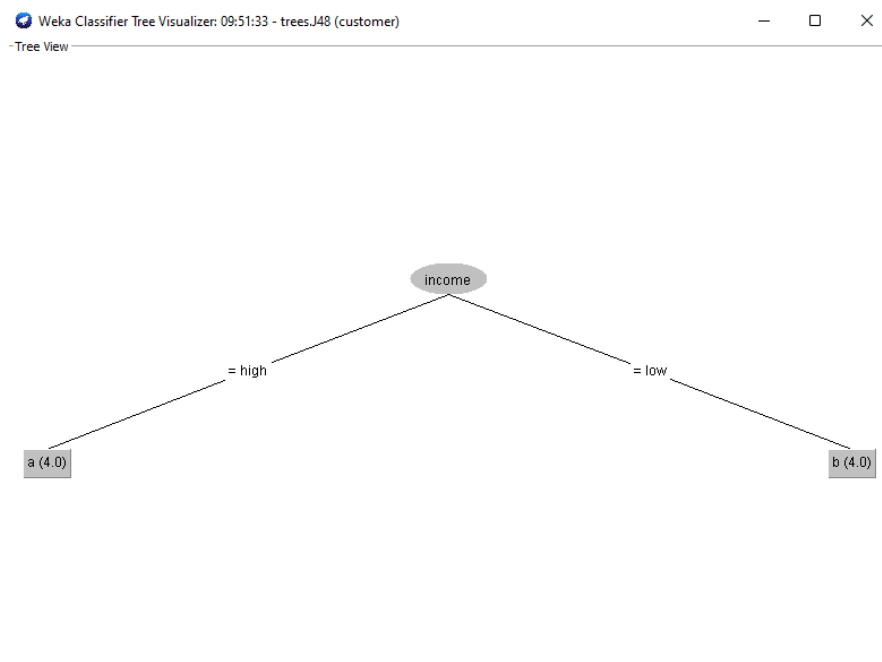 Weka Classifier Tree Visualizer: 09:51:33 - trees.J48 (customer)
Tree View
income
= high
= low
a (4.0)
b (4.0)